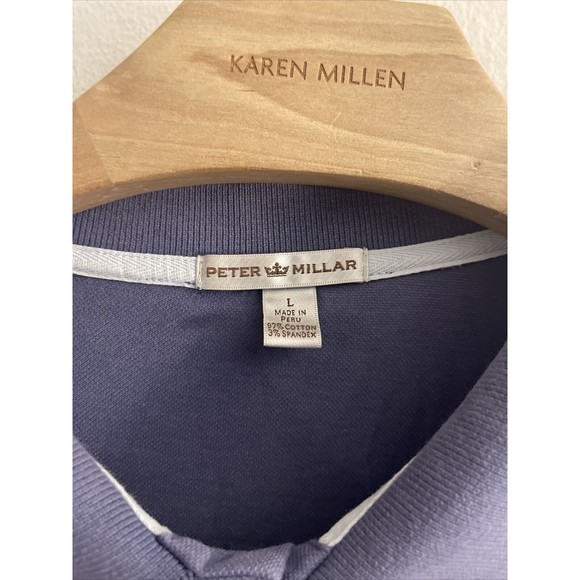 KAREN MILLEN
PETER MILLAR
L
MADE IN
PERU
97% COTTON
3% SPANDEX